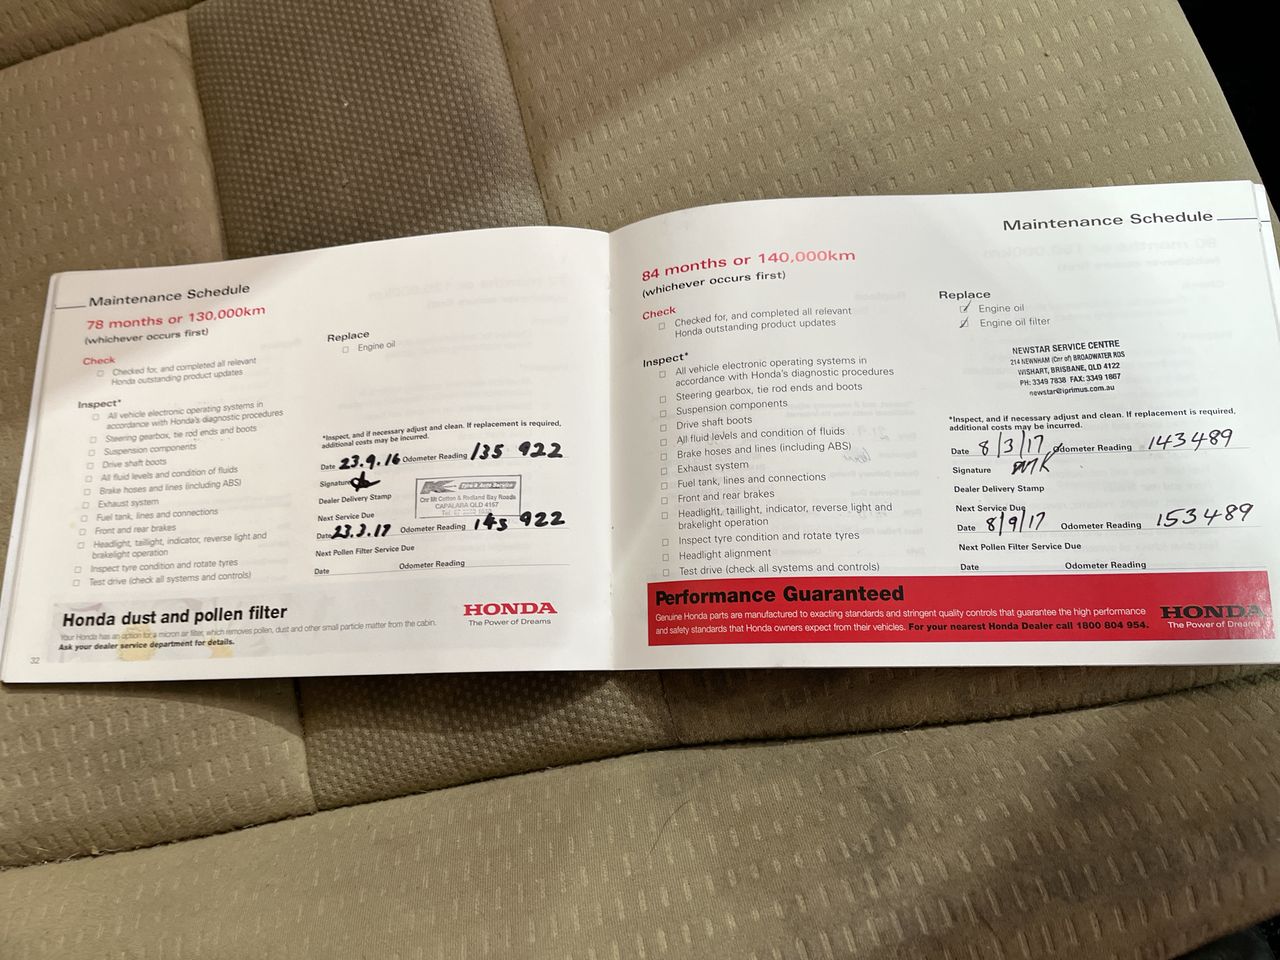 Maintenance Schedule
78 months or 130,000km
(whichever occurs first)
Check
Checked for, and completed all relevant
Honda outstanding product updates
Inspect*
All vehicle electronic operating systems in
accordance with Honda's diagnostic procedures
Steering gearbox, tie rod ends and boots
Suspension components
Drive shaft boots
All fluid levels and condition of fluids
Brake hoses and lines (including ABS)
Exhaust system
Fuel tank, lines and connections
Front and rear brakes
Headlight, taillight, indicator, reverse light and
brakelight operation
Inspect tyre condition and rotate tyres
Test drive (check all systems and controls)
Replace
Engine oil
*Inspect, and if necessary adjust and clean. If replacement is required,
additional costs may be incurred.
Date 23.9.16 Odometer Reading 135 922
Signature
Dealer Delivery Stamp
Tyre & Auto Service
Cnr Mt Cotton & Redland Bay Roads
CAPALABA QLD 4157
Next Service Due
Date 23.3.17 Odometer Reading 145 922
Next Pollen Filter Service Due
Date Odometer Reading
Honda dust and pollen filter
Your Honda has an option for a micron air filter, which removes pollen, dust and other small particle matter from the cabin.
Ask your dealer service department for details.
HONDA
The Power of Dreams
32
Maintenance Schedule
84 months or 140,000km
(whichever occurs first)
Check
Checked for, and completed all relevant
Honda outstanding product updates
Inspect*
All vehicle electronic operating systems in
accordance with Honda's diagnostic procedures
Steering gearbox, tie rod ends and boots
Suspension components
Drive shaft boots
All fluid levels and condition of fluids
Brake hoses and lines (including ABS)
Exhaust system
Fuel tank, lines and connections
Front and rear brakes
Headlight, taillight, indicator, reverse light and
brakelight operation
Inspect tyre condition and rotate tyres
Headlight alignment
Test drive (check all systems and controls)
Replace
Engine oil
Engine oil filter
NEWSTAR SERVICE CENTRE
214 NEWNHAM (Cnr of) BROADWATER RDS
WISHART, BRISBANE, QLD 4122
PH: 3349 7838 FAX: 3349 1867
newstar@iprimus.com.au
*Inspect, and if necessary adjust and clean. If replacement is required,
additional costs may be incurred.
Date 8/3/17 Odometer Reading 143489
Signature
Dealer Delivery Stamp
Next Service Due
Date 8/9/17 Odometer Reading 153489
Next Pollen Filter Service Due
Date Odometer Reading
Performance Guaranteed
Genuine Honda parts are manufactured to exacting standards and stringent quality controls that guarantee the high performance
and safety standards that Honda owners expect from their vehicles. For your nearest Honda Dealer call 1800 804 954.
HONDA
The Power of Dreams